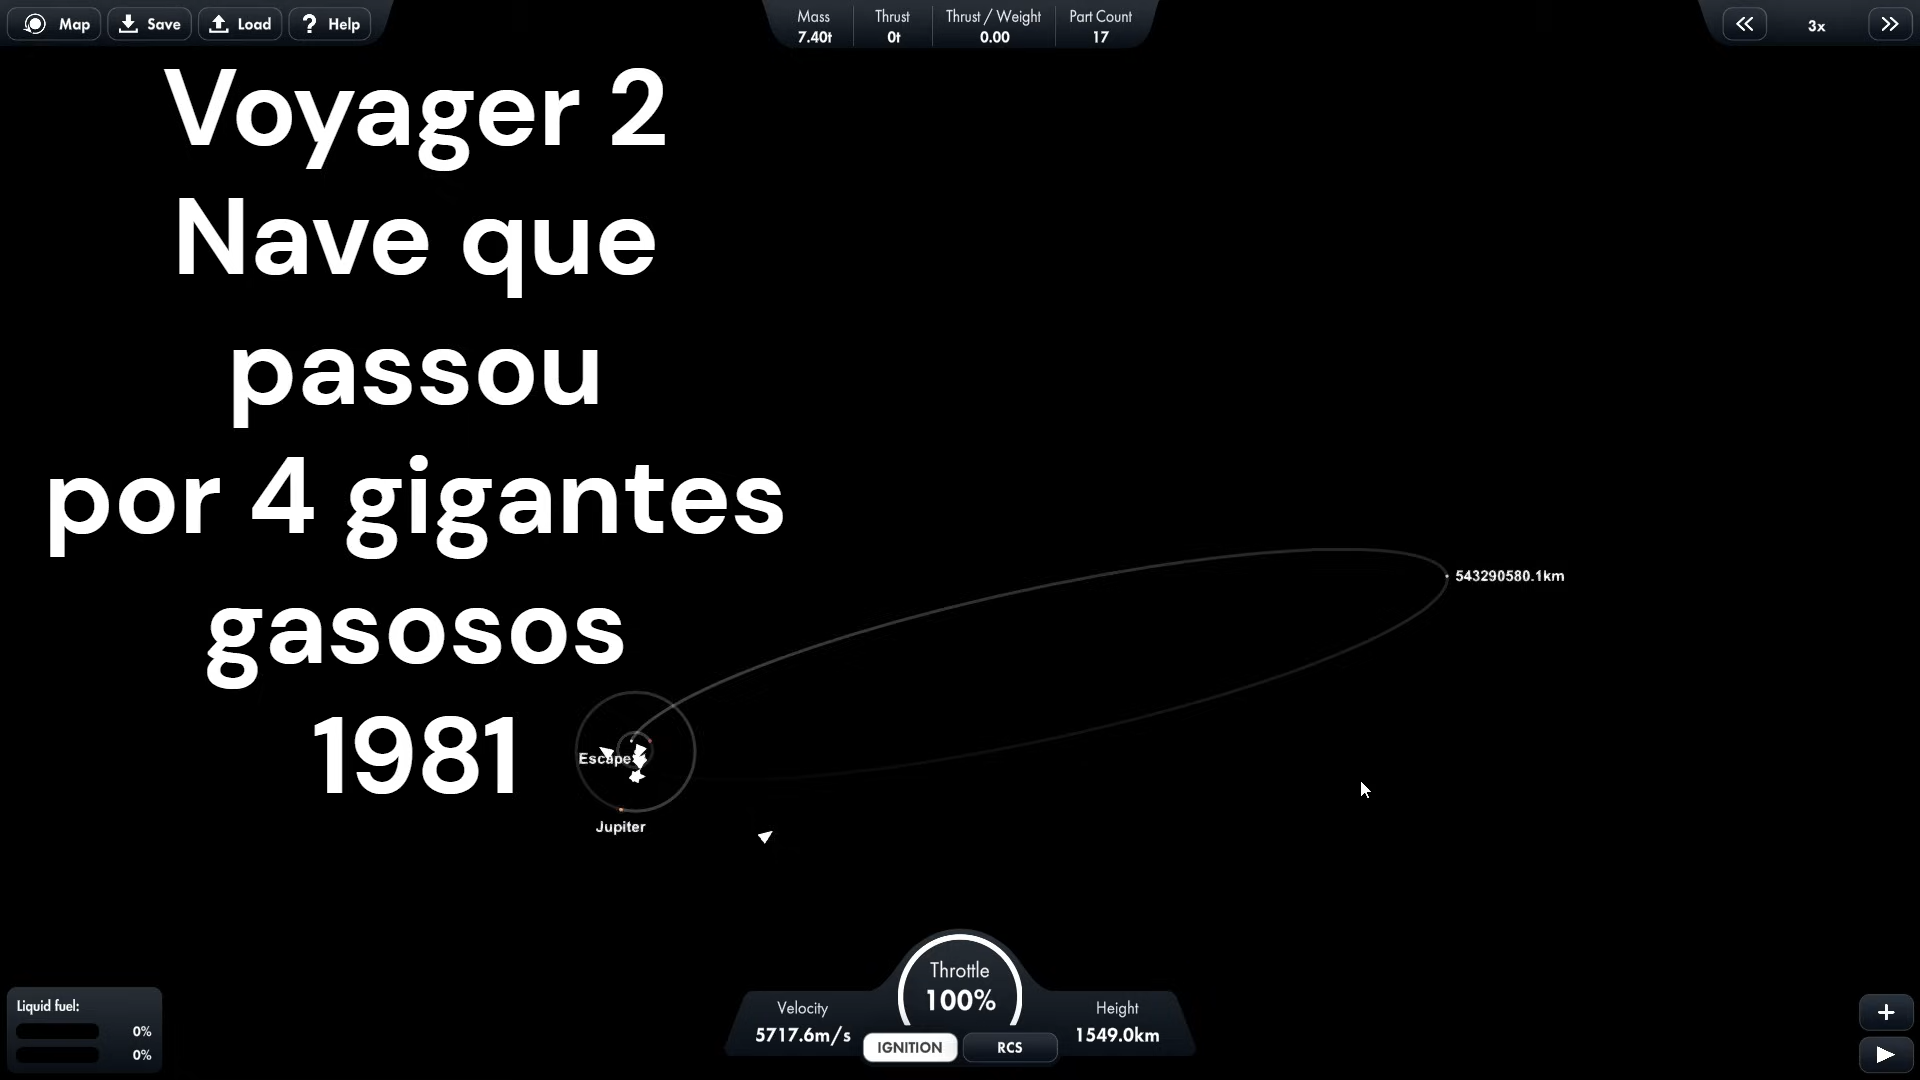 Map Save Load Help
Mass Thrust Thrust / Weight Part Count
7.40t 0t 0.00 17
3x
Voyager 2
Nave que
passou
por 4 gigantes
gasosos
1981
543290580.1km
Escape
Jupiter
Throttle
100%
Velocity Height
5717.6m/s 1549.0km
IGNITION RCS
Liquid fuel:
0%
0%